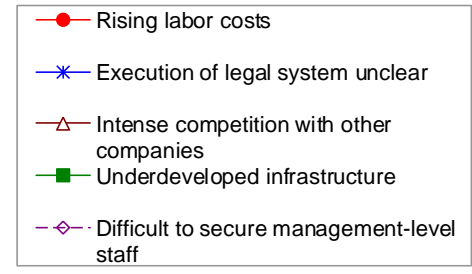 Rising labor costs
Execution of legal system unclear
Intense competition with other
companies
Underdeveloped infrastructure
Difficult to secure management-level
staff